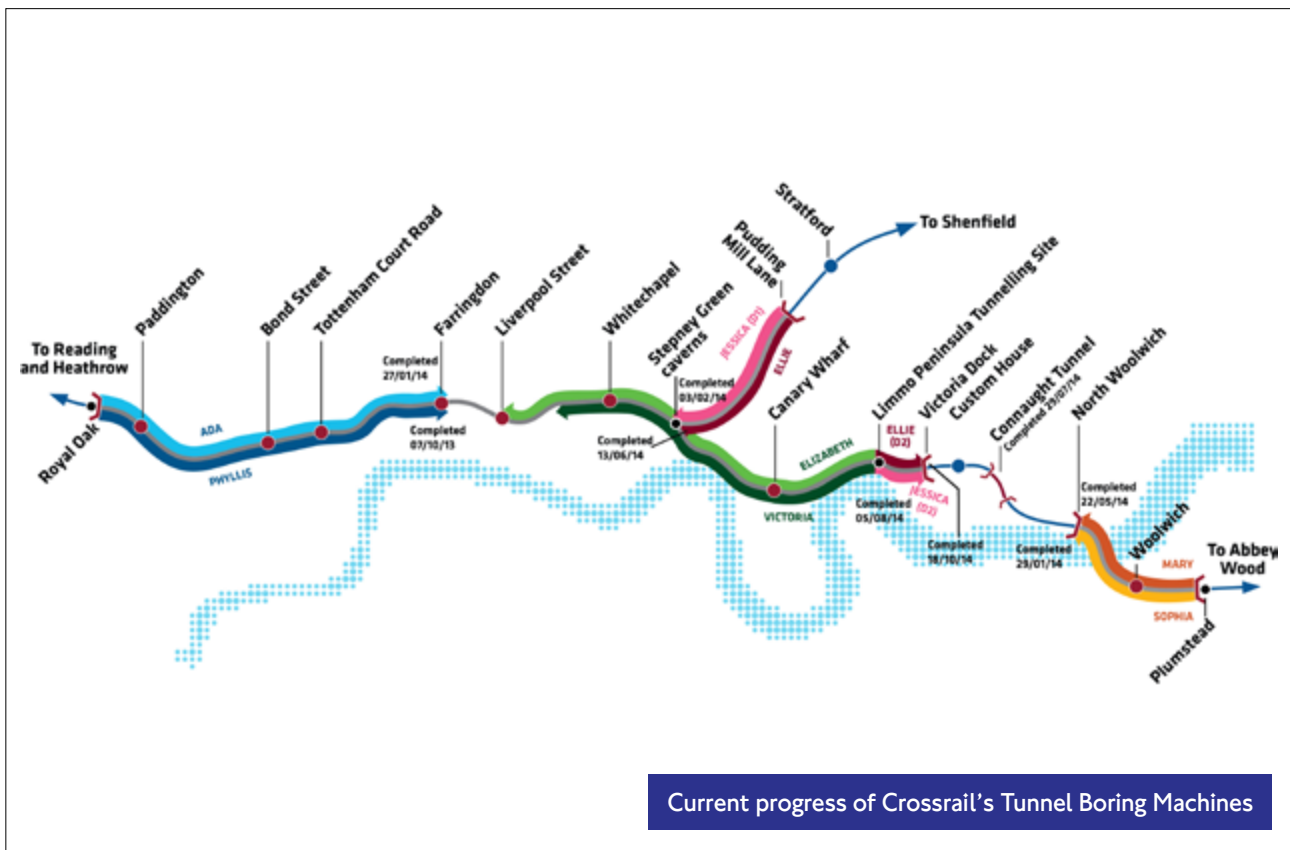 To Reading
and Heathrow
Royal Oak
Paddington
ADA
PHYLLIS
Bond Street
Tottenham Court Road
Completed
27/01/14
Farringdon
Completed
07/10/13
Liverpool Street
Whitechapel
Stepney Green
caverns
Completed
03/02/14
Completed
13/06/14
JESSICA (D1)
ELLIE
Pudding
Mill Lane
Stratford
To Shenfield
Canary Wharf
ELIZABETH
VICTORIA
Limmo Peninsula Tunnelling Site
Completed
05/08/14
ELLIE
(D2)
JESSICA
(D2)
Victoria Dock
Completed
18/10/14
Custom House
Connaught Tunnel
Completed 29/07/14
North Woolwich
Completed
22/05/14
Completed
29/01/14
Woolwich
MARY
SOPHIA
To Abbey
Wood
Plumstead
Current progress of Crossrail's Tunnel Boring Machines